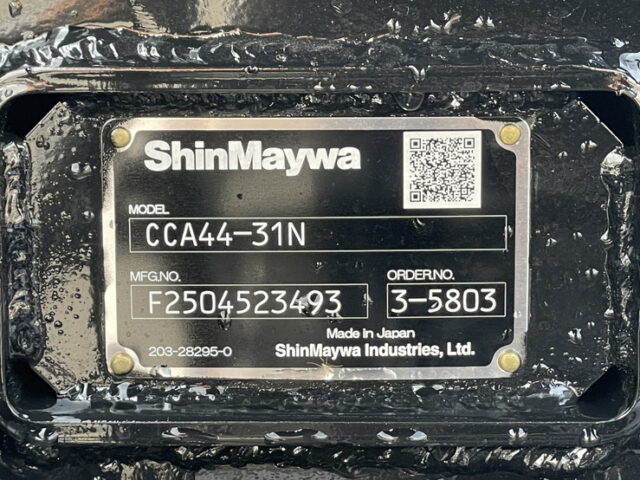 ShinMaywa
MODEL
CCA44-31N
MFG.NO. ORDER.NO.
F2504523493 3-5803
Made in Japan
203-28295-0 ShinMaywa Industries, Ltd.